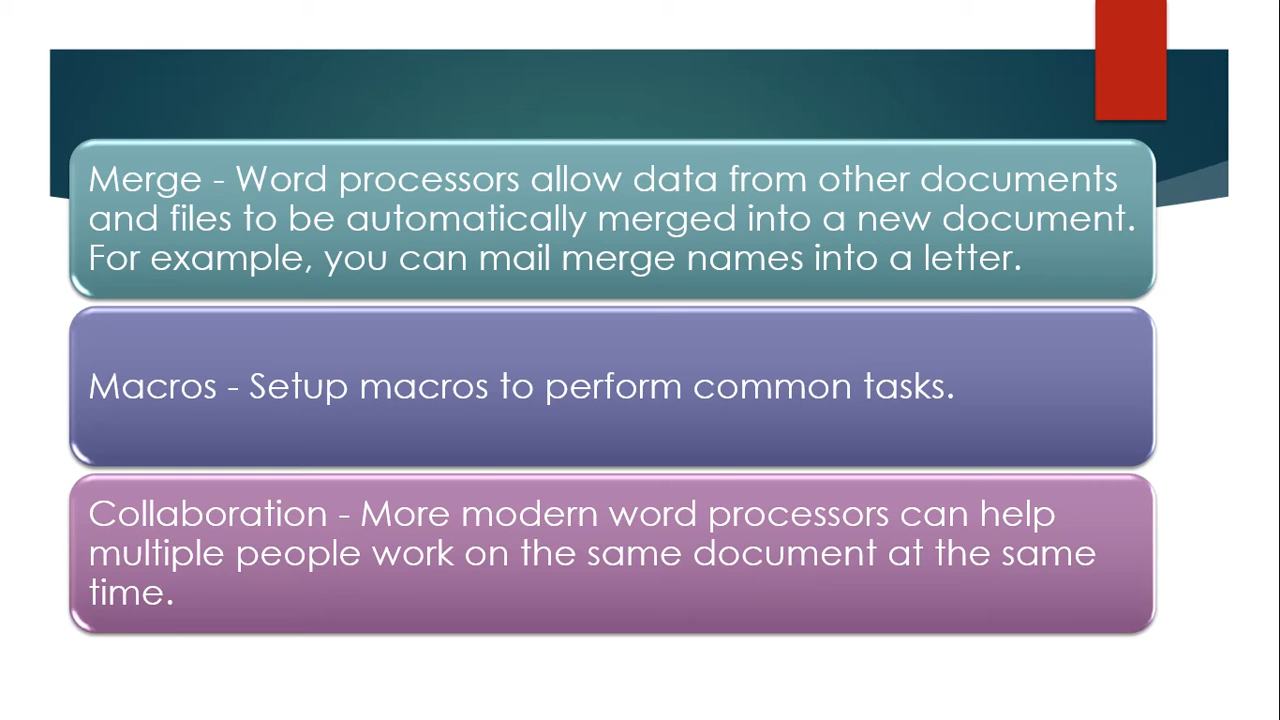 Merge - Word processors allow data from other documents
and files to be automatically merged into a new document.
For example, you can mail merge names into a letter.
Macros - Setup macros to perform common tasks.
Collaboration - More modern word processors can help
multiple people work on the same document at the same
time.